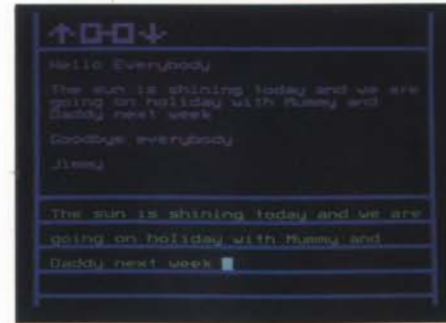 Hello Everybody
The sun is shining today and we are
going on holiday with Mummy and
Daddy next week
Goodbye everybody
Jimmy
The sun is shining today and we are
going on holiday with Mummy and
Daddy next week